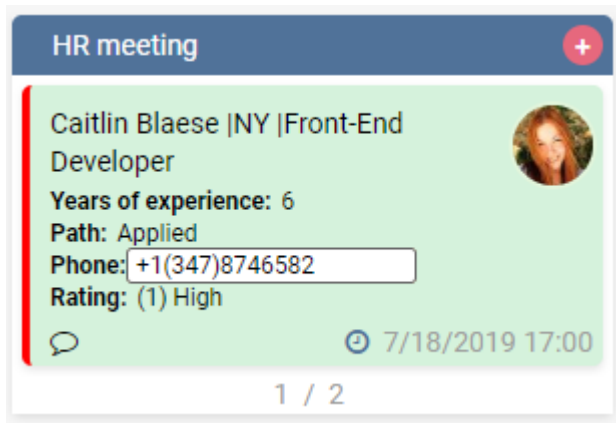 HR meeting
+
Caitlin Blaese |NY |Front-End
Developer
Years of experience: 6
Path: Applied
Phone: +1(347)8746582
Rating: (1) High
7/18/2019 17:00
1 / 2